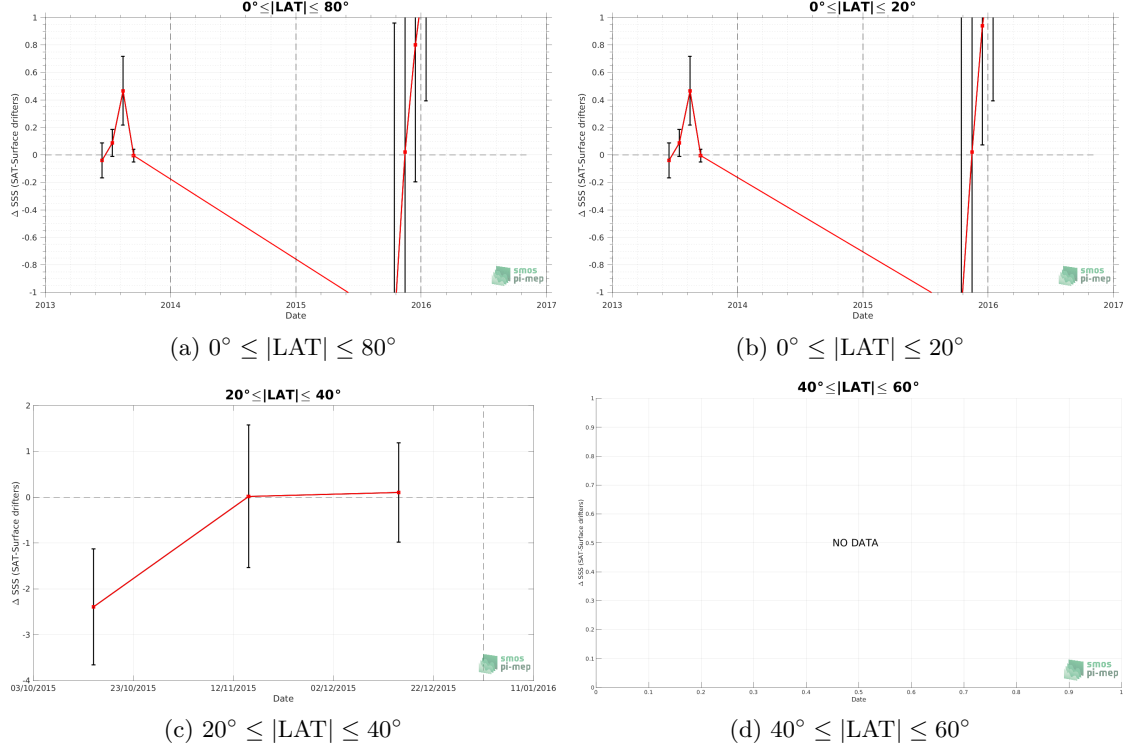 0°≤|LAT|≤ 80°
1
0.8
0.6
0.4
0.2
0
-0.2
-0.4
-0.6
-0.8
-1
Δ SSS (SAT-Surface drifters)
2013
2014
2015
2016
2017
Date
smos
pi-mep
(a) 0° ≤ |LAT| ≤ 80°
0°≤|LAT|≤ 20°
1
0.8
0.6
0.4
0.2
0
-0.2
-0.4
-0.6
-0.8
-1
Δ SSS (SAT-Surface drifters)
2013
2014
2015
2016
2017
Date
smos
pi-mep
(b) 0° ≤ |LAT| ≤ 20°
20°≤|LAT|≤ 40°
2
1
0
-1
-2
-3
-4
Δ SSS (SAT-Surface drifters)
03/10/2015
23/10/2015
12/11/2015
02/12/2015
22/12/2015
11/01/2016
Date
smos
pi-mep
(c) 20° ≤ |LAT| ≤ 40°
40°≤|LAT|≤ 60°
1
0.9
0.8
0.7
0.6
0.5
0.4
0.3
0.2
0.1
0
Δ SSS (SAT-Surface drifters)
NO DATA
0
0.1
0.2
0.3
0.4
0.5
0.6
0.7
0.8
0.9
1
Date
smos
pi-mep
(d) 40° ≤ |LAT| ≤ 60°